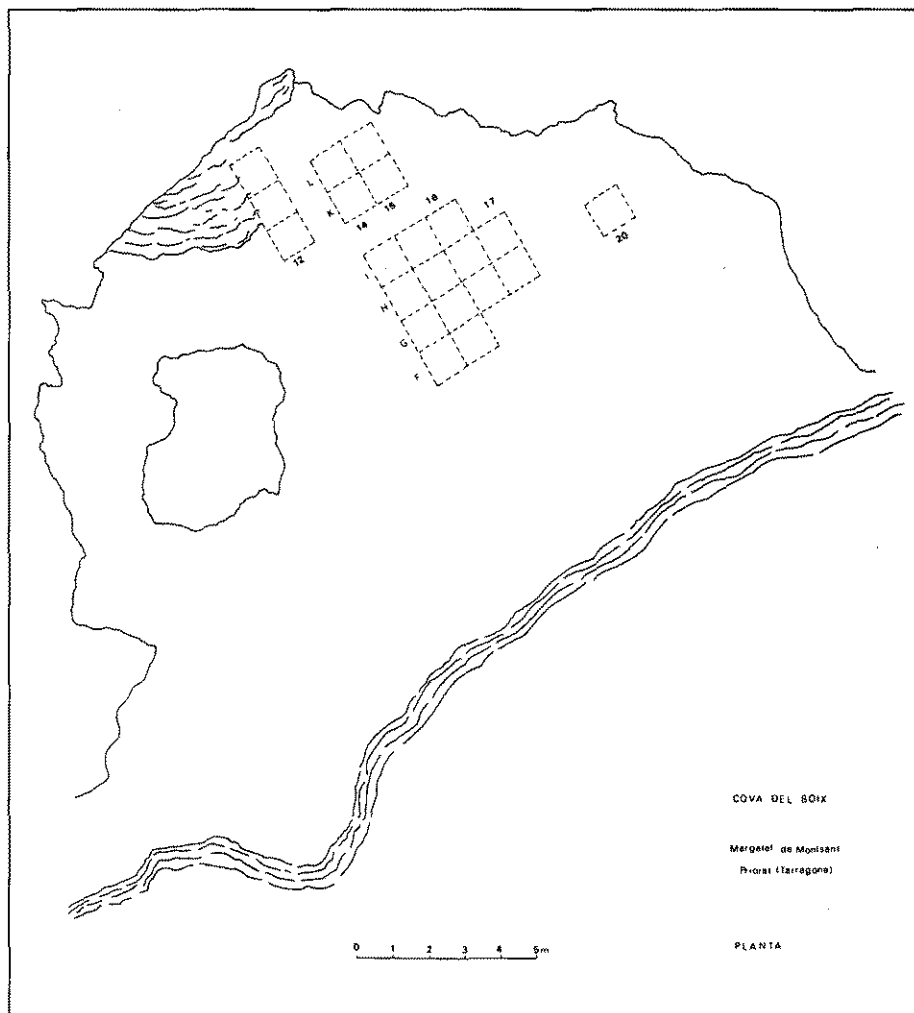 L
K
14
15
16
17
12
20
I
H
G
F
COVA DEL BOIX
Margalef de Montsant
Priorat (Tarragona)
0 1 2 3 4 5m
PLANTA